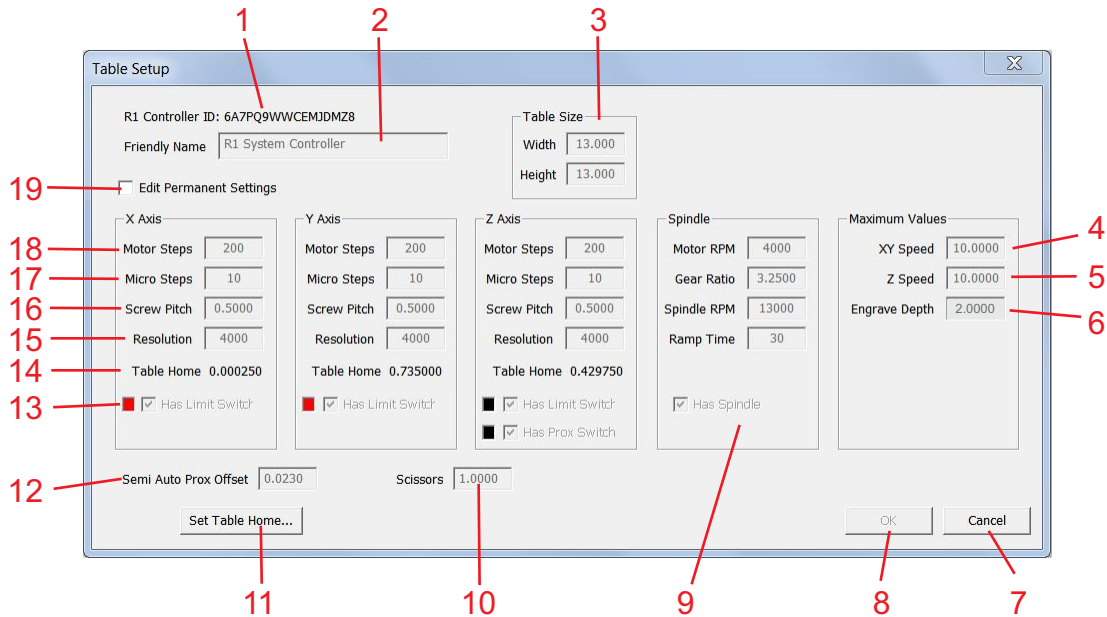 1 2 3
Table Setup
R1 Controller ID: 6A7PQ9WWCEMJDMZ8
Friendly Name R1 System Controller
Table Size
Width 13.000
Height 13.000
19 Edit Permanent Settings
X Axis
18 Motor Steps 200
17 Micro Steps 10
16 Screw Pitch 0.5000
15 Resolution 4000
14 Table Home 0.000250
13 Has Limit Switch
Y Axis
Motor Steps 200
Micro Steps 10
Screw Pitch 0.5000
Resolution 4000
Table Home 0.735000
Has Limit Switch
Z Axis
Motor Steps 200
Micro Steps 10
Screw Pitch 0.5000
Resolution 4000
Table Home 0.429750
Has Limit Switch
Has Prox Switch
Spindle
Motor RPM 4000
Gear Ratio 3.2500
Spindle RPM 13000
Ramp Time 30
Has Spindle
Maximum Values
XY Speed 10.0000 4
Z Speed 10.0000 5
Engrave Depth 2.0000 6
12 Semi Auto Prox Offset 0.0230
Scissors 1.0000
Set Table Home...
OK
Cancel
11 10 9 8 7